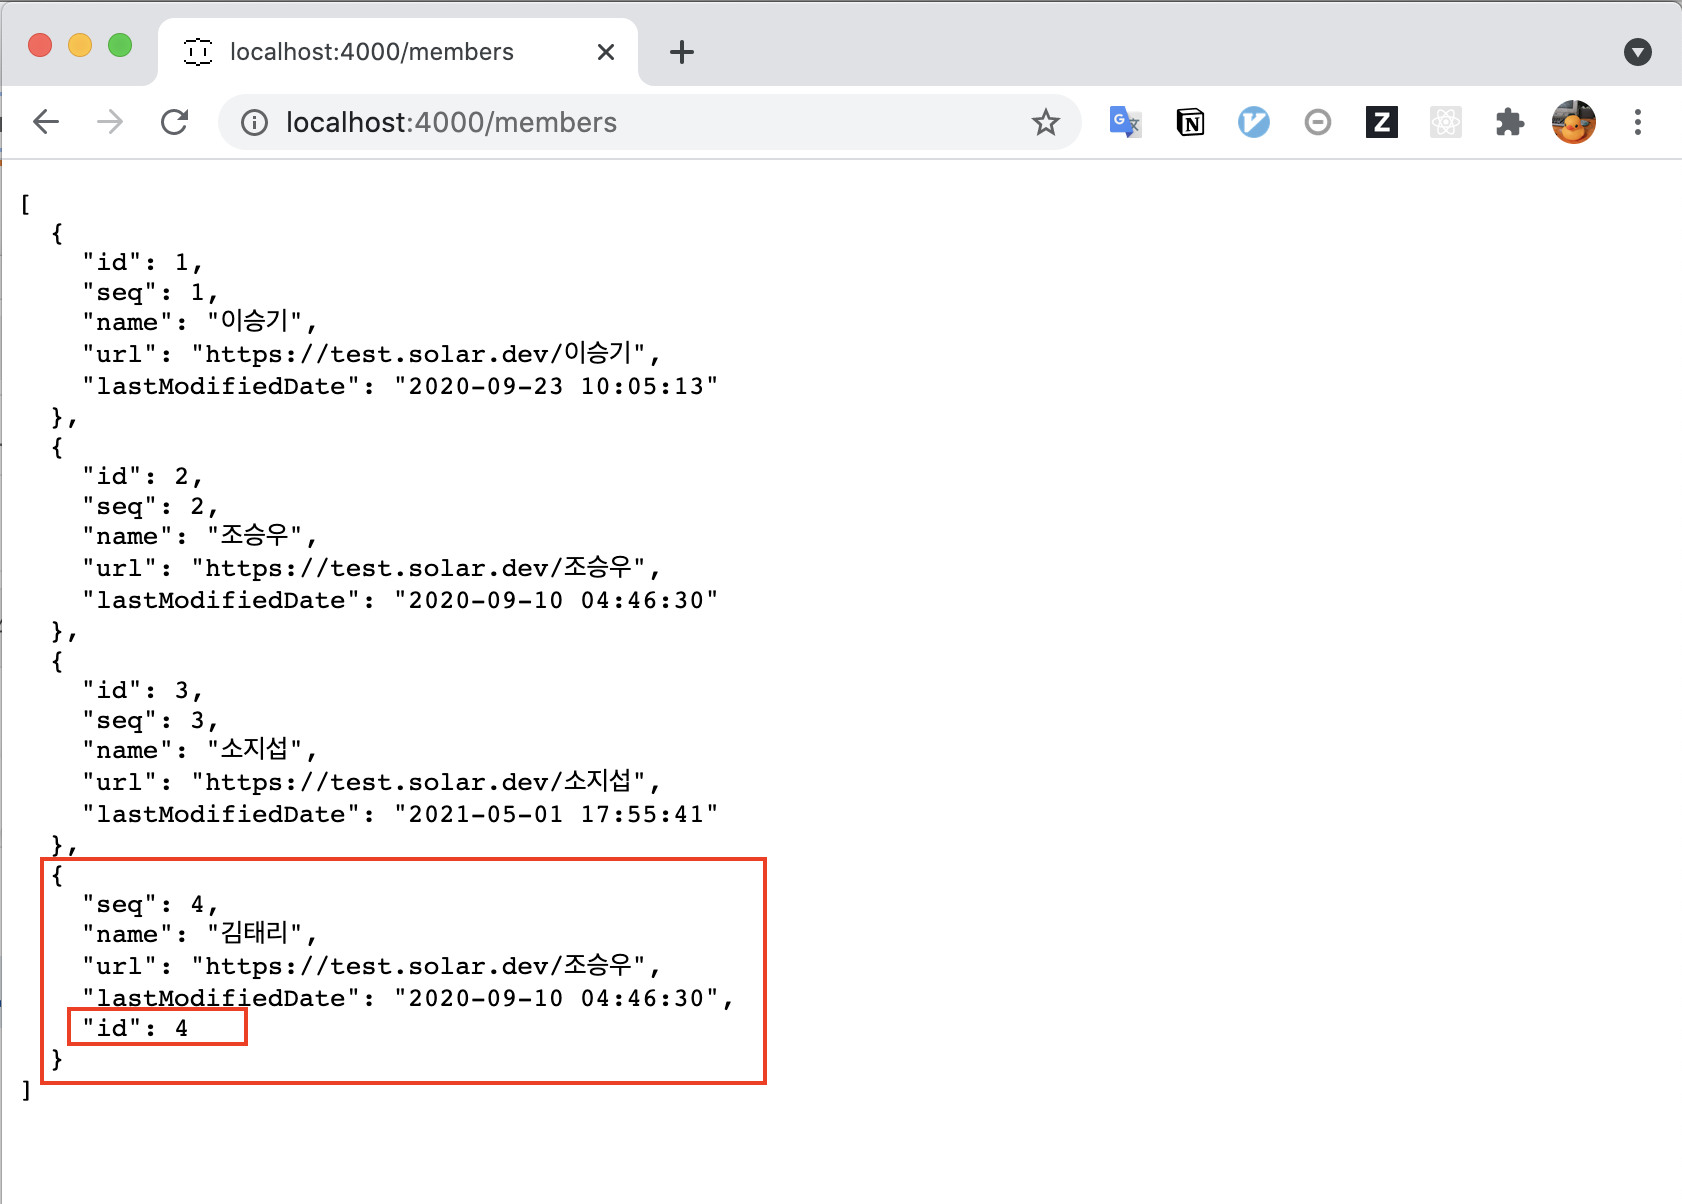 localhost:4000/members
localhost:4000/members
[
  {
    "id": 1,
    "seq": 1,
    "name": "이승기",
    "url": "https://test.solar.dev/이승기",
    "lastModifiedDate": "2020-09-23 10:05:13"
  },
  {
    "id": 2,
    "seq": 2,
    "name": "조승우",
    "url": "https://test.solar.dev/조승우",
    "lastModifiedDate": "2020-09-10 04:46:30"
  },
  {
    "id": 3,
    "seq": 3,
    "name": "소지섭",
    "url": "https://test.solar.dev/소지섭",
    "lastModifiedDate": "2021-05-01 17:55:41"
  },
  {
    "seq": 4,
    "name": "김태리",
    "url": "https://test.solar.dev/조승우",
    "lastModifiedDate": "2020-09-10 04:46:30",
    "id": 4
  }
]